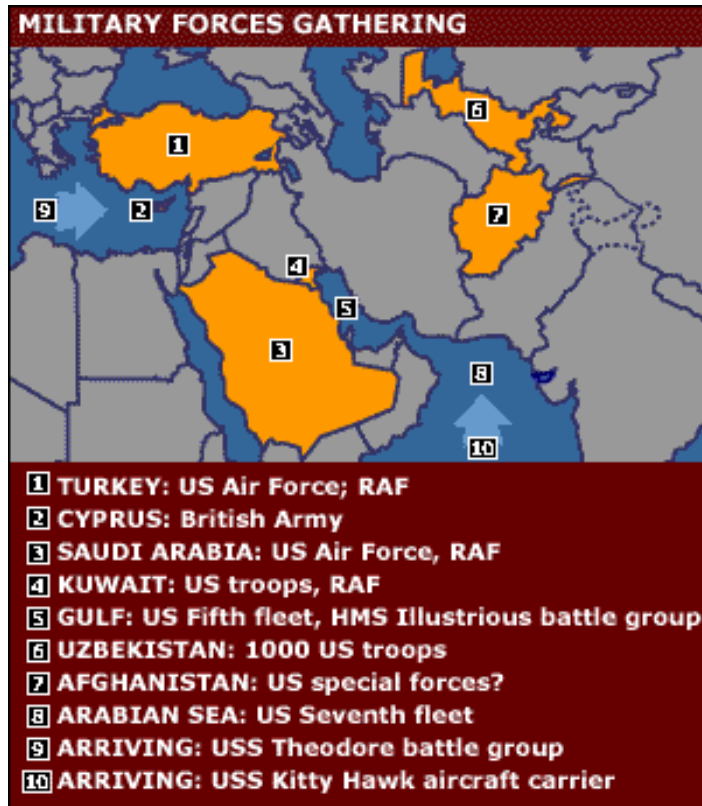 MILITARY FORCES GATHERING
1
6
9
2
7
4
5
3
8
10
1 TURKEY: US Air Force; RAF
2 CYPRUS: British Army
3 SAUDI ARABIA: US Air Force, RAF
4 KUWAIT: US troops, RAF
5 GULF: US Fifth fleet, HMS Illustrious battle group
6 UZBEKISTAN: 1000 US troops
7 AFGHANISTAN: US special forces?
8 ARABIAN SEA: US Seventh fleet
9 ARRIVING: USS Theodore battle group
10 ARRIVING: USS Kitty Hawk aircraft carrier